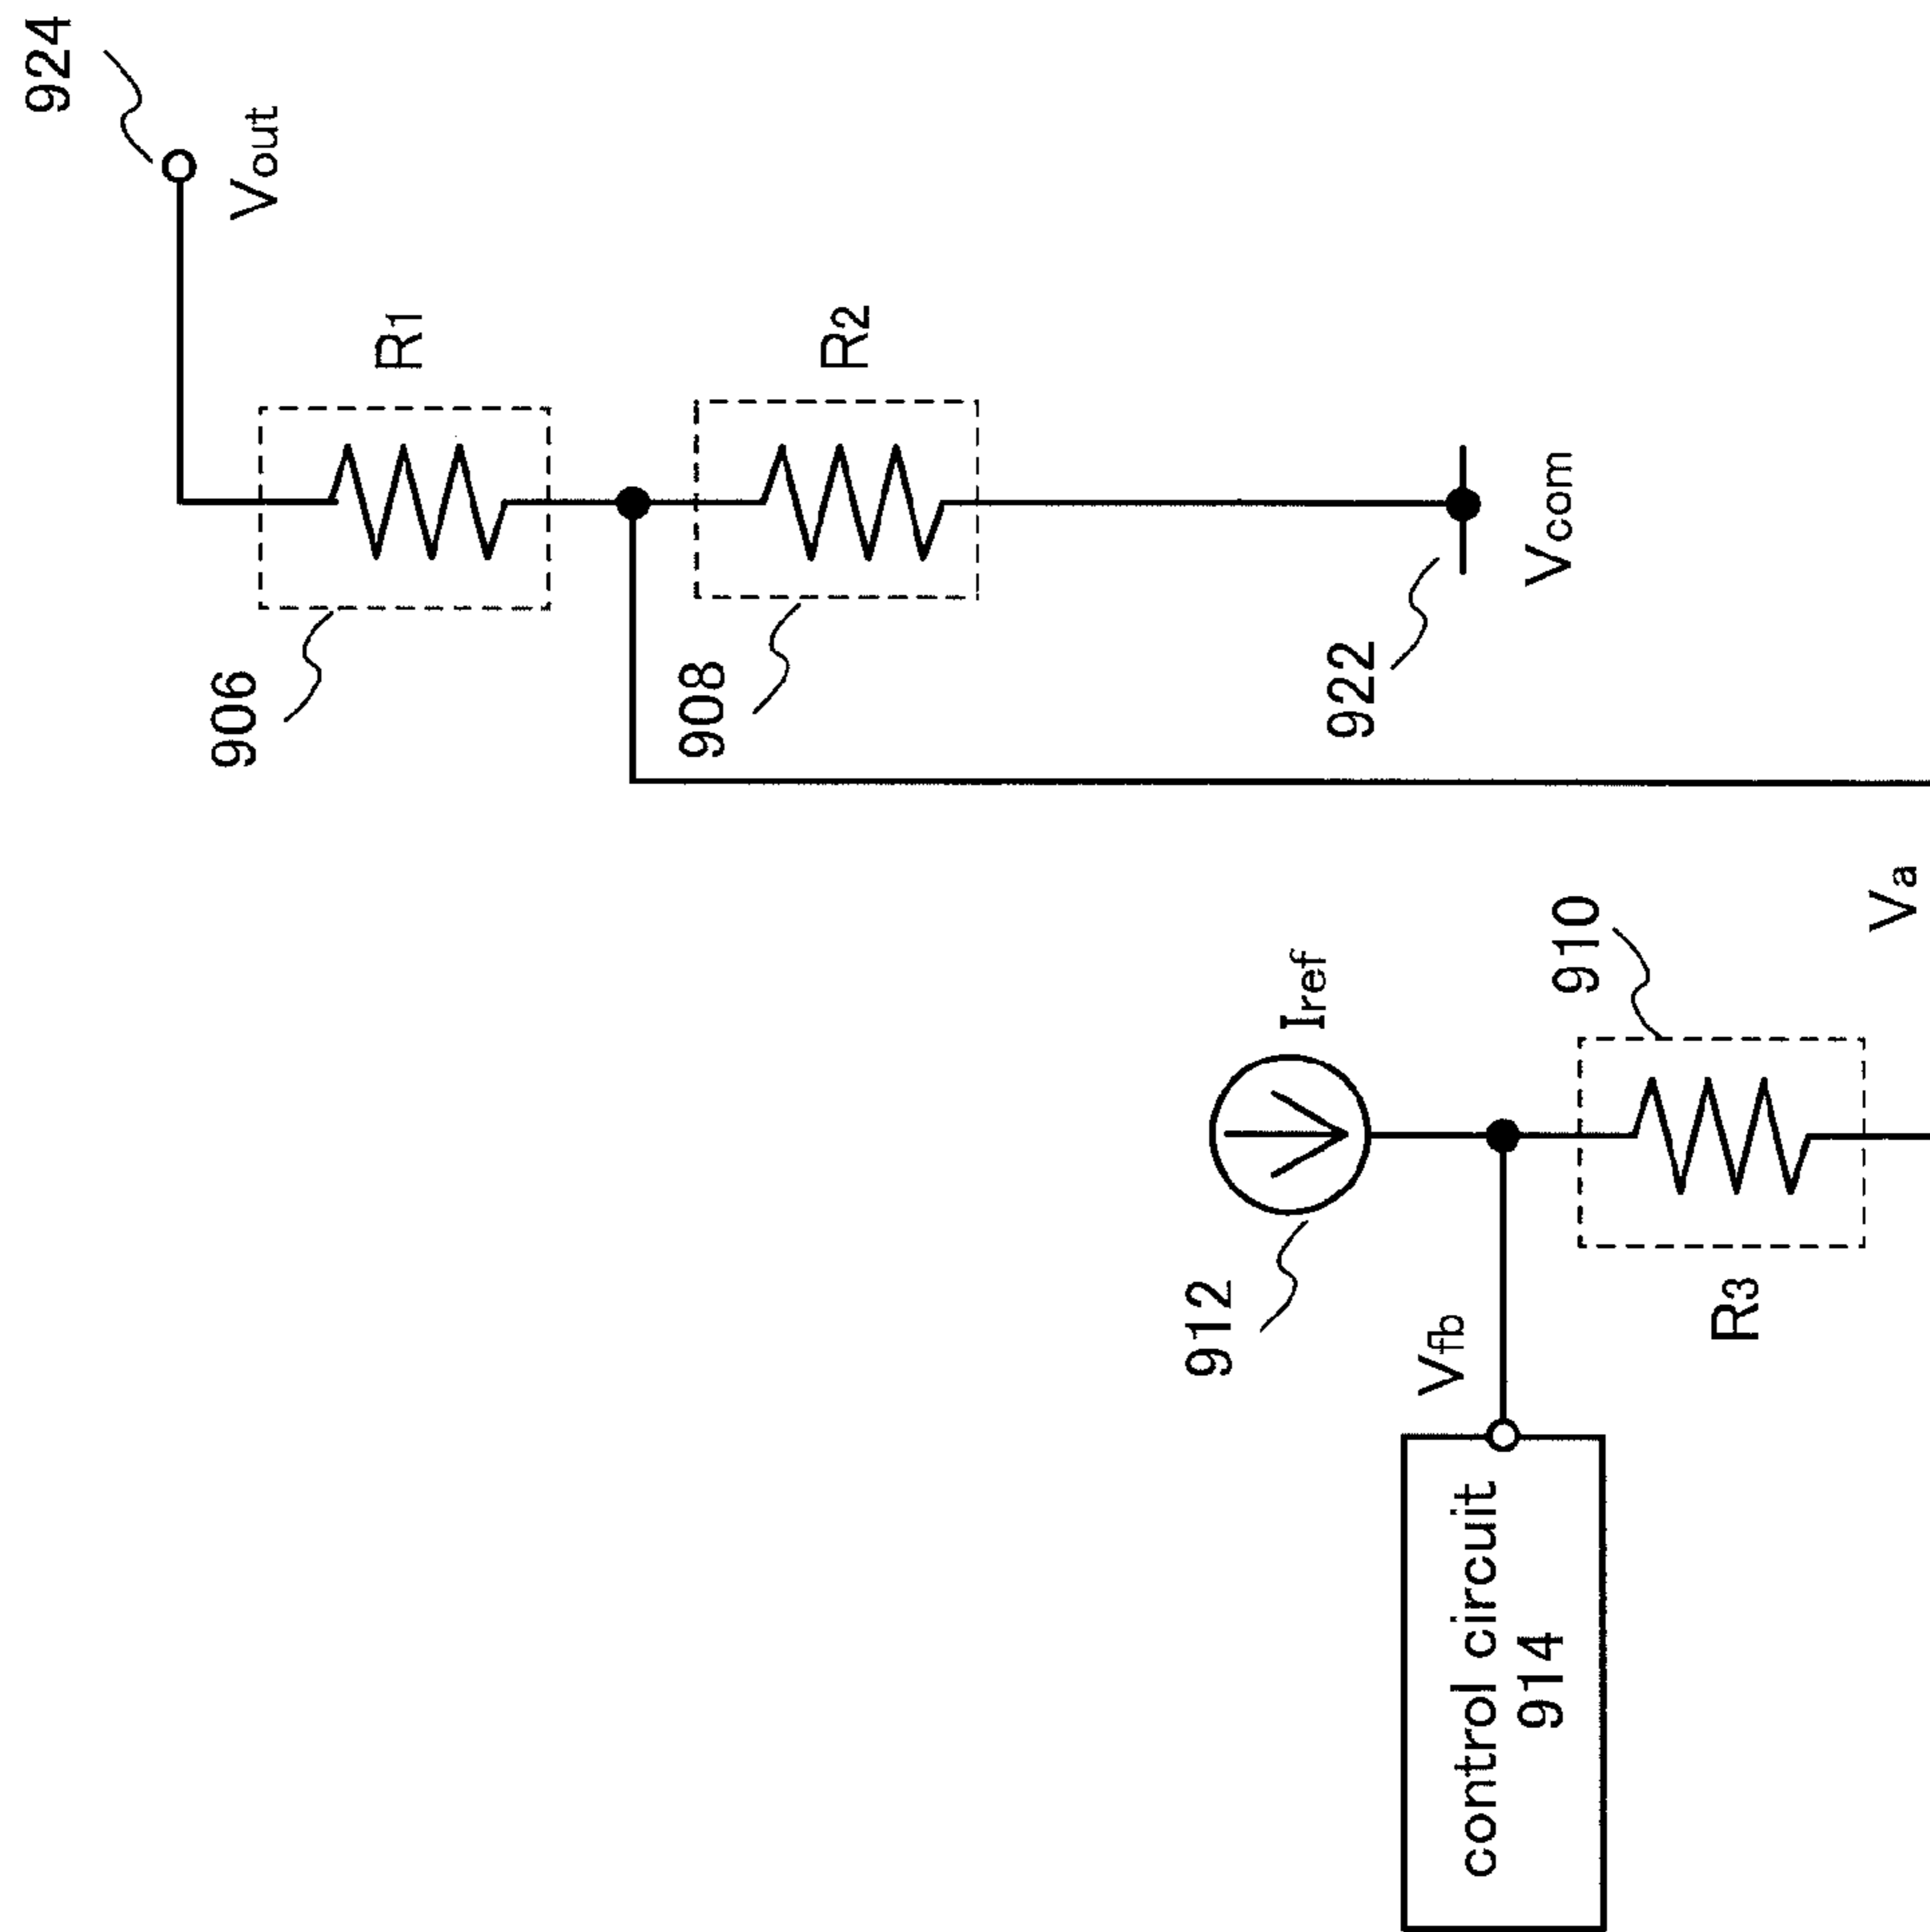 924
Vout
R1
906
R2
908
922
Vcom
Iref
912
910
Va
Vfb
R3
control circuit
914